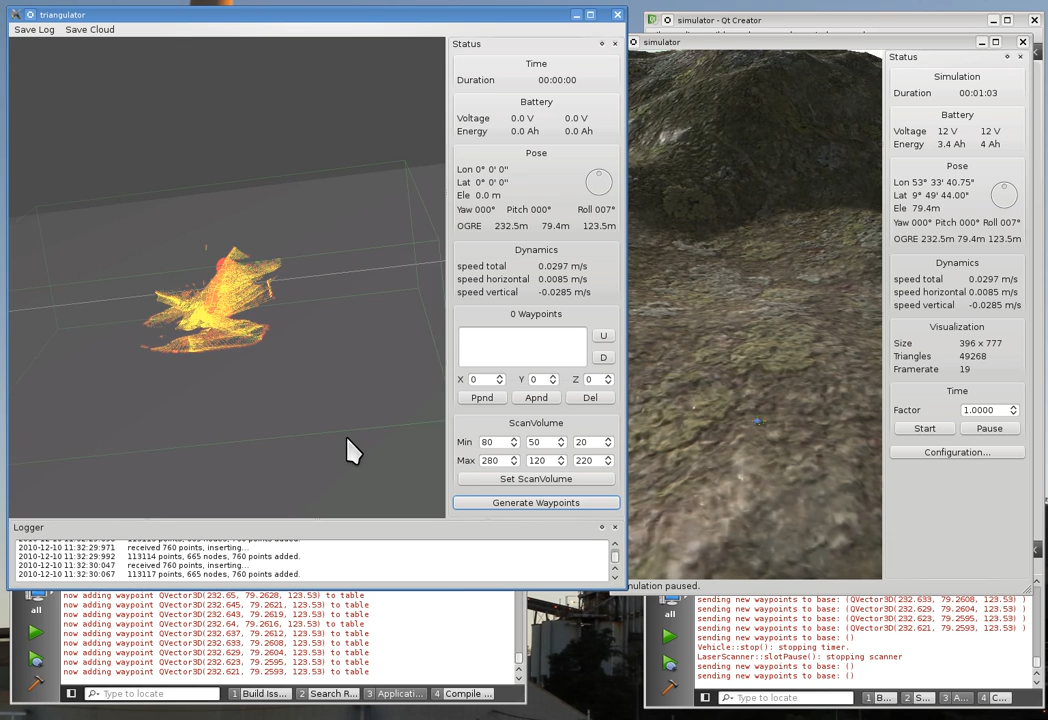 triangulator
Save Log Save Cloud
Status
Time
Duration 00:00:00
Battery
Voltage 0.0 V 0.0 V
Energy 0.0 Ah 0.0 Ah
Pose
Lon 0° 0' 0"
Lat 0° 0' 0"
Ele 0.0 m
Yaw 000° Pitch 000° Roll 007°
OGRE 232.5m 79.4m 123.5m
Dynamics
speed total 0.0297 m/s
speed horizontal 0.0085 m/s
speed vertical -0.0285 m/s
0 Waypoints
U
D
X 0 Y 0 Z 0
Ppnd Apnd Del
ScanVolume
Min 80 50 20
Max 280 120 220
Set ScanVolume
Generate Waypoints
Logger
2010-12-10 11:32:29:971 received 760 points, inserting...
2010-12-10 11:32:29:992 113114 points, 665 nodes, 760 points added.
2010-12-10 11:32:30:047 received 760 points, inserting...
2010-12-10 11:32:30:067 113117 points, 665 nodes, 760 points added.
all
now adding waypoint QVector3D(232.65, 79.2628, 123.53) to table
now adding waypoint QVector3D(232.645, 79.2621, 123.53) to table
now adding waypoint QVector3D(232.643, 79.2619, 123.53) to table
now adding waypoint QVector3D(232.64, 79.2616, 123.53) to table
now adding waypoint QVector3D(232.637, 79.2612, 123.53) to table
now adding waypoint QVector3D(232.633, 79.2608, 123.53) to table
now adding waypoint QVector3D(232.629, 79.2604, 123.53) to table
now adding waypoint QVector3D(232.623, 79.2595, 123.53) to table
now adding waypoint QVector3D(232.621, 79.2593, 123.53) to table
Type to locate 1 Build Iss... 2 Search R... 3 Applicati... 4 Compile ...
simulator - Qt Creator
simulator
Status
Simulation
Duration 00:01:03
Battery
Voltage 12 V 12 V
Energy 3.4 Ah 4 Ah
Pose
Lon 53° 33' 40.75"
Lat 9° 49' 44.00"
Ele 79.4m
Yaw 000° Pitch 000° Roll 007°
OGRE 232.5m 79.4m 123.5m
Dynamics
speed total 0.0297 m/s
speed horizontal 0.0085 m/s
speed vertical -0.0285 m/s
Visualization
Size 396 x 777
Triangles 49268
Framerate 19
Time
Factor 1.0000
Start Pause
Configuration...
nulation paused.
all
sending new waypoints to base: (QVector3D(232.633, 79.2608, 123.53) )
sending new waypoints to base: (QVector3D(232.629, 79.2604, 123.53) )
sending new waypoints to base: (QVector3D(232.623, 79.2595, 123.53) )
sending new waypoints to base: (QVector3D(232.621, 79.2593, 123.53) )
sending new waypoints to base: ()
Vehicle::stop(): stopping timer.
LaserScanner::slotPause(): stopping scanner
sending new waypoints to base: ()
sending new waypoints to base: ()
Type to locate 1 B... 2 S... 3 A... 4 C...